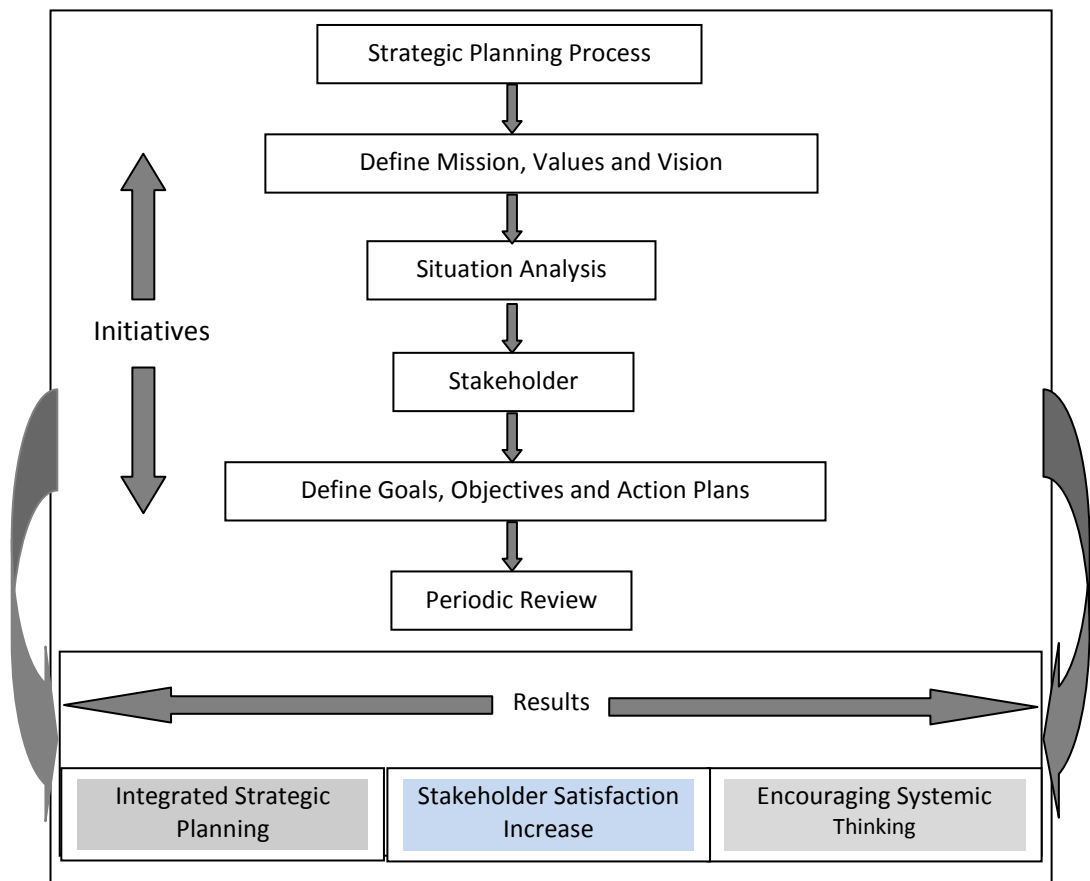 Strategic Planning Process
Define Mission, Values and Vision
Situation Analysis
Initiatives
Stakeholder
Define Goals, Objectives and Action Plans
Periodic Review
Results
Integrated Strategic
Planning
Stakeholder Satisfaction
Increase
Encouraging Systemic
Thinking